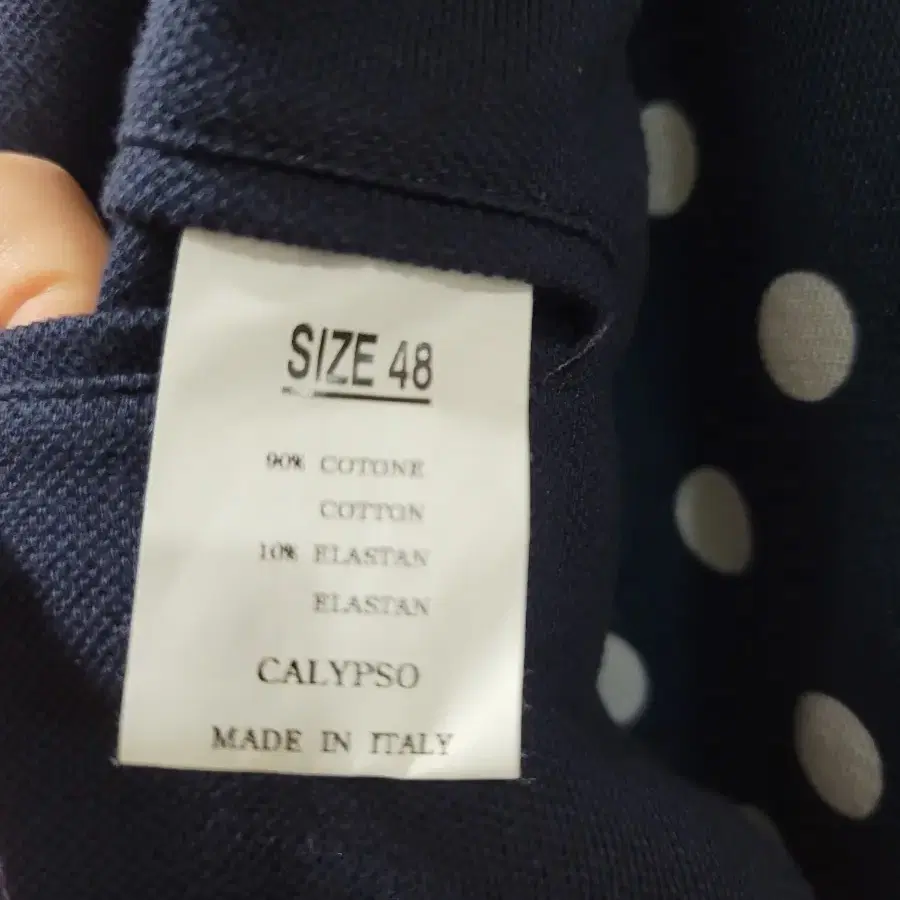 SIZE 48
90% COTONE
COTTON
10% ELASTAN
ELASTAN
CALYPSO
MADE IN ITALY